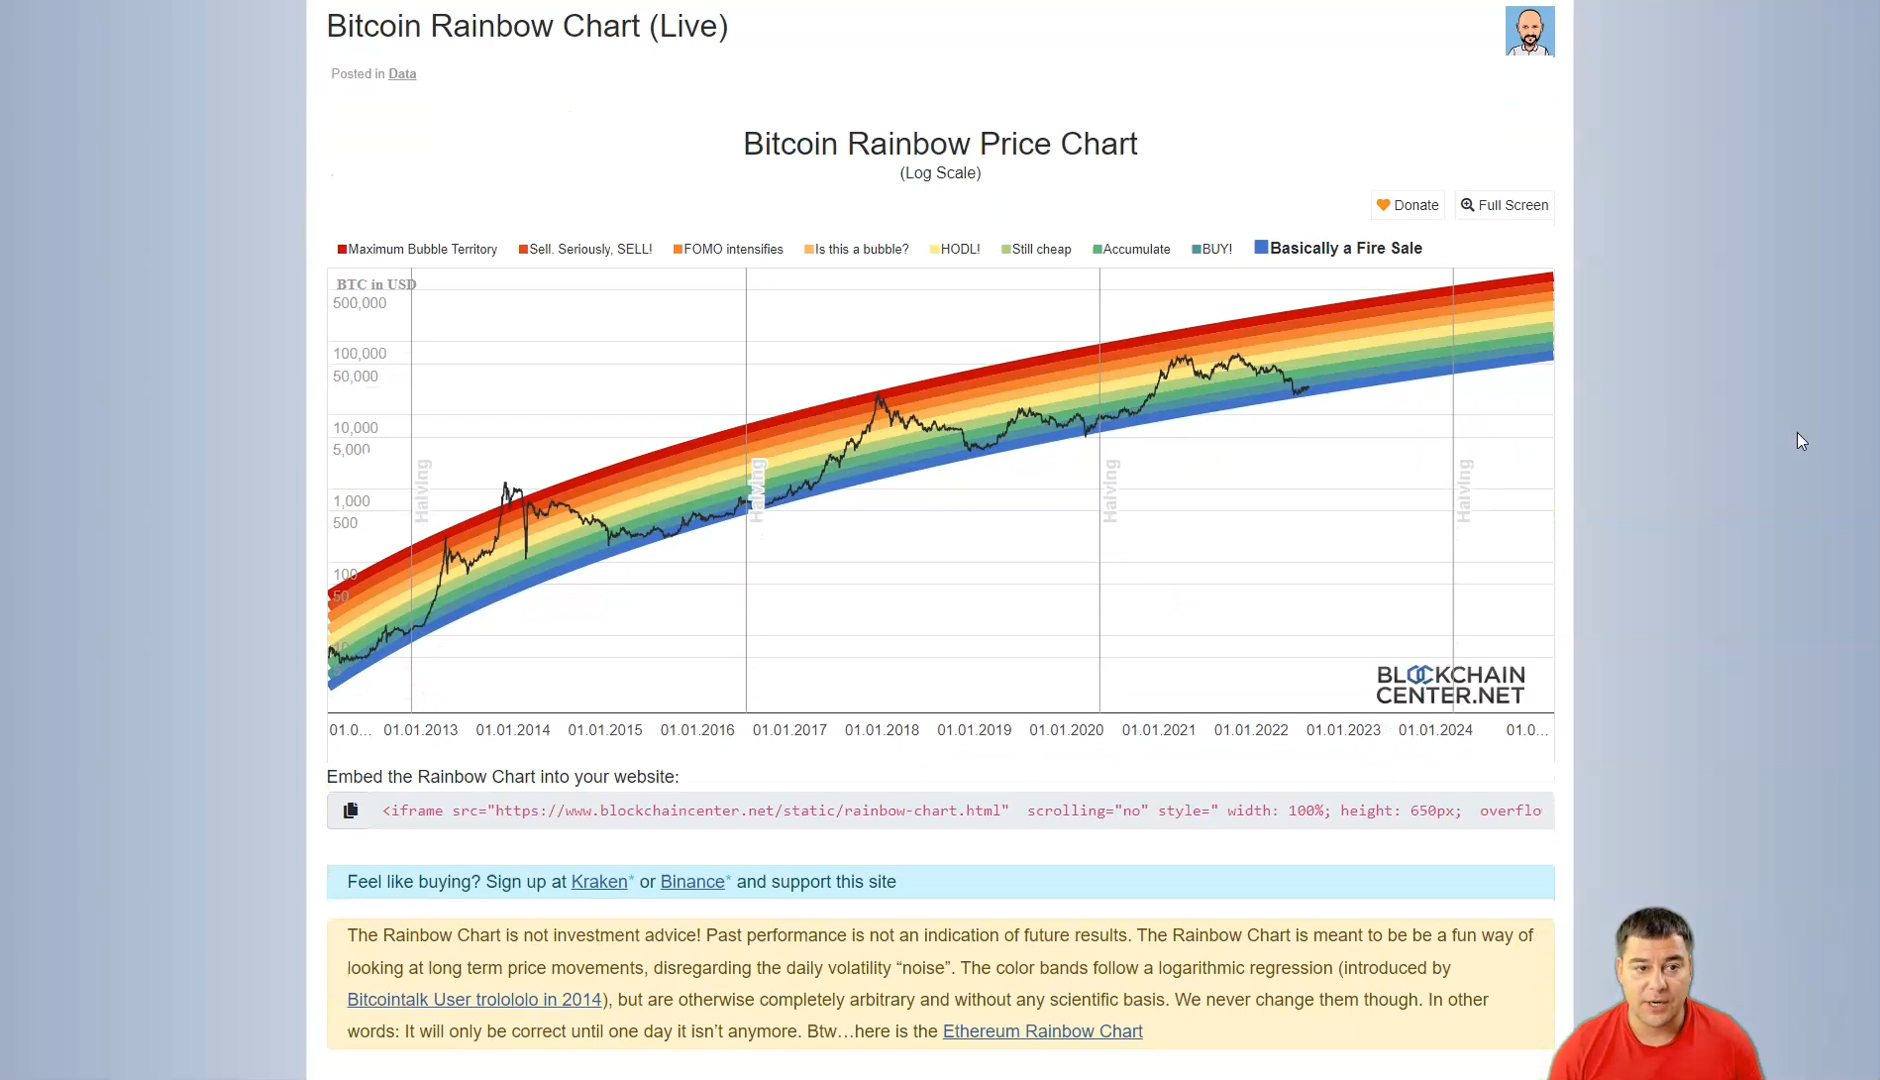 Bitcoin Rainbow Chart (Live)
Posted in Data
Bitcoin Rainbow Price Chart
(Log Scale)
Donate
Full Screen
Maximum Bubble Territory
Sell. Seriously, SELL!
FOMO intensifies
Is this a bubble?
HODL!
Still cheap
Accumulate
BUY!
Basically a Fire Sale
BTC in USD
500,000
100,000
50,000
10,000
5,000
1,000
500
100
50
10
Halving
Halving
Halving
Halving
BLOCKCHAIN
CENTER.NET
01.0...
01.01.2013
01.01.2014
01.01.2015
01.01.2016
01.01.2017
01.01.2018
01.01.2019
01.01.2020
01.01.2021
01.01.2022
01.01.2023
01.01.2024
01.0...
Embed the Rainbow Chart into your website:
<iframe src="https://www.blockchaincenter.net/static/rainbow-chart.html" scrolling="no" style=" width: 100%; height: 650px; overflo
Feel like buying? Sign up at Kraken* or Binance* and support this site
The Rainbow Chart is not investment advice! Past performance is not an indication of future results. The Rainbow Chart is meant to be be a fun way of
looking at long term price movements, disregarding the daily volatility “noise”. The color bands follow a logarithmic regression (introduced by
Bitcointalk User trolololo in 2014), but are otherwise completely arbitrary and without any scientific basis. We never change them though. In other
words: It will only be correct until one day it isn’t anymore. Btw…here is the Ethereum Rainbow Chart